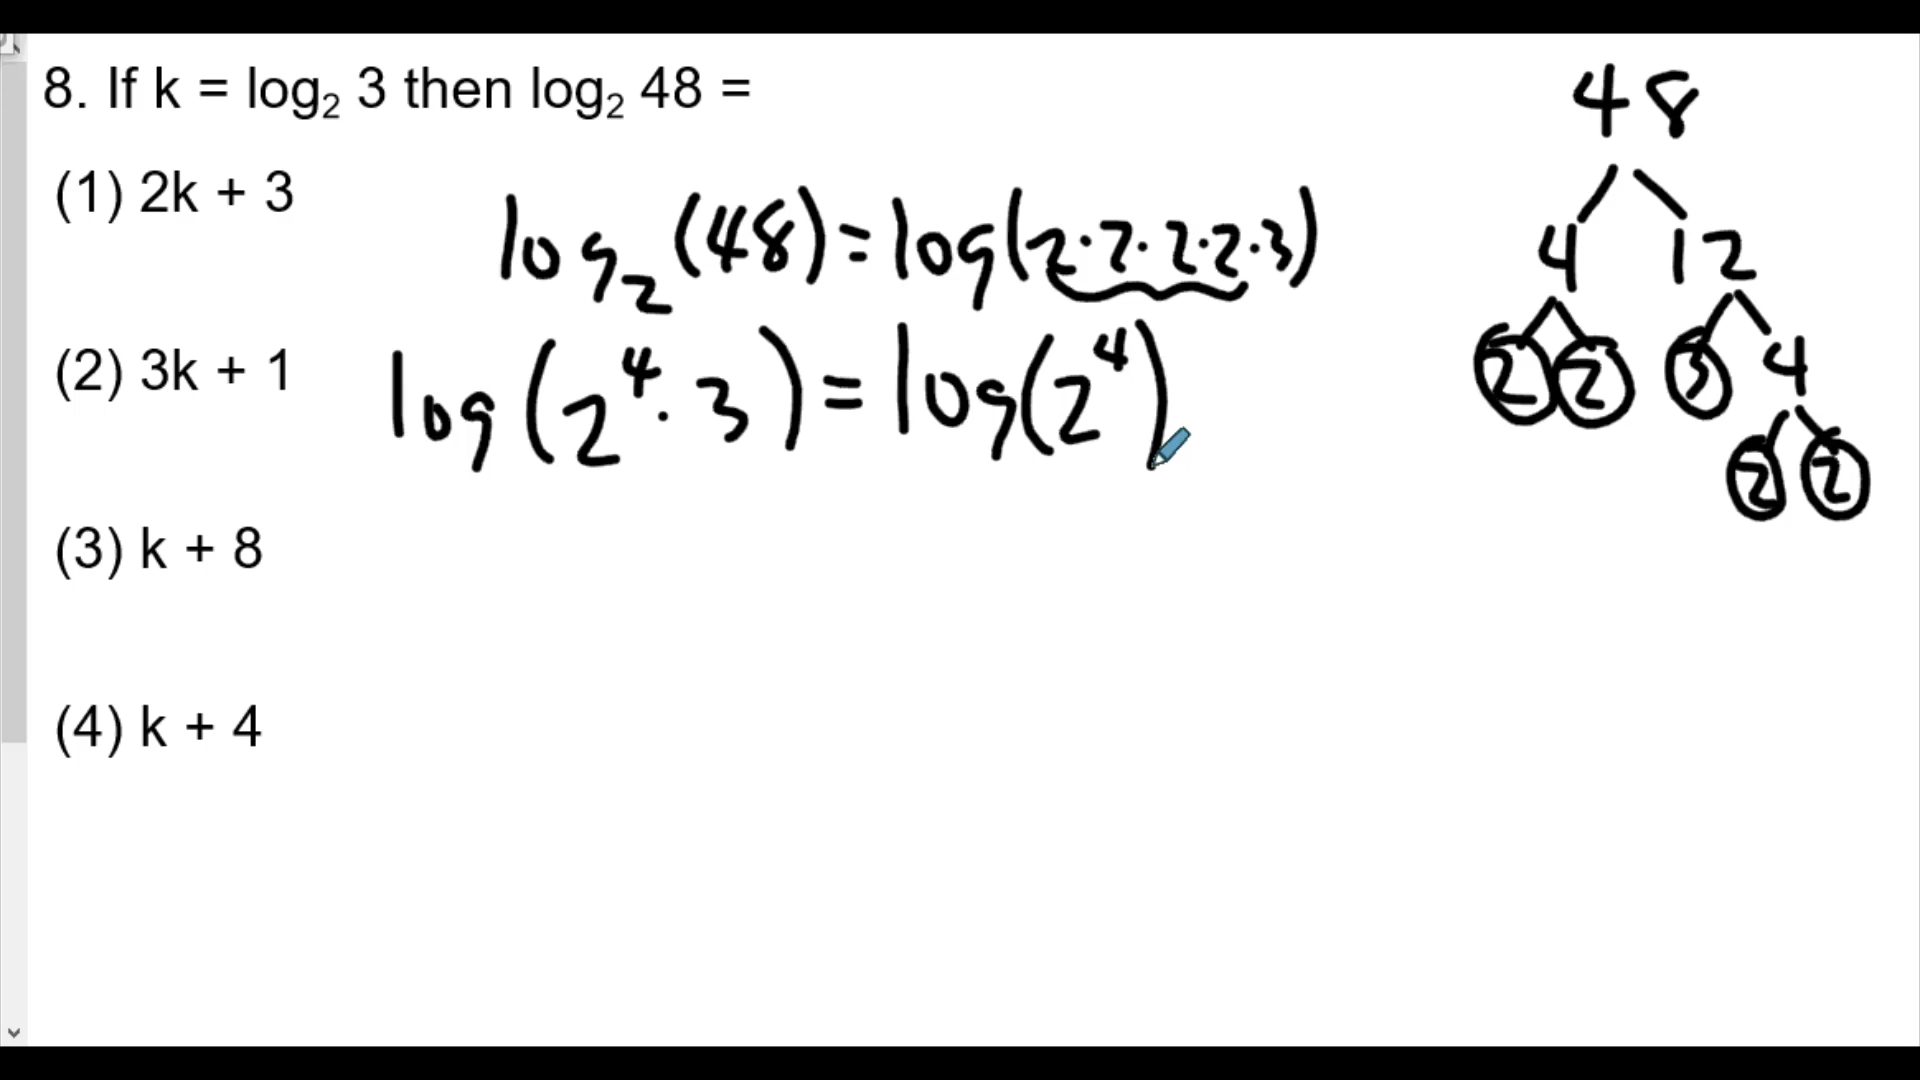 8. If k = log₂ 3 then log₂ 48 =
(1) 2k + 3
(2) 3k + 1
(3) k + 8
(4) k + 4
log₂(48) = log(2·2·2·2·3)
log(2⁴·3) = log(2⁴)
48
4 12
2 2 3 4
2 2